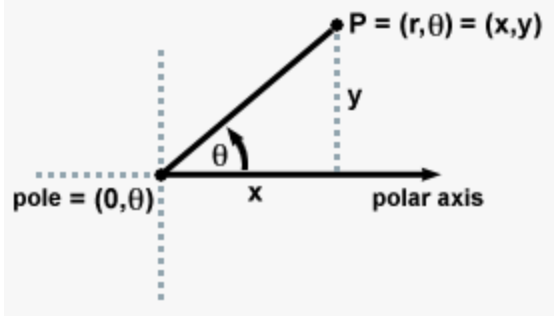 P = (r,θ) = (x,y)
y
θ
pole = (0,θ)
x
polar axis